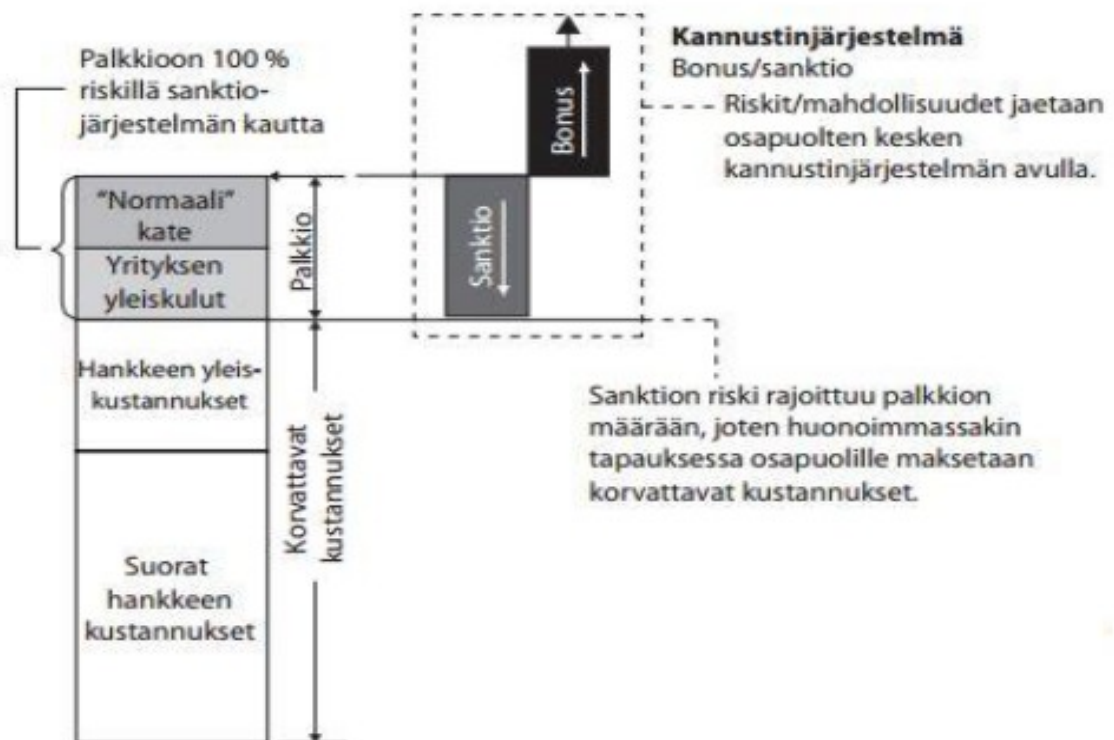 Palkkioon 100 %
riskillä sanktio-
järjestelmän kautta
"Normaali"
kate
Yrityksen
yleiskulut
Hankkeen yleis-
kustannukset
Suorat
hankkeen
kustannukset
Palkkio
Korvattavat
kustannukset
Sanktio
Bonus
Kannustinjärjestelmä
Bonus/sanktio
Riskit/mahdollisuudet jaetaan
osapuolten kesken
kannustinjärjestelmän avulla.
Sanktion riski rajoittuu palkkion
määrään, joten huonoimmassakin
tapauksessa osapuolille maksetaan
korvattavat kustannukset.